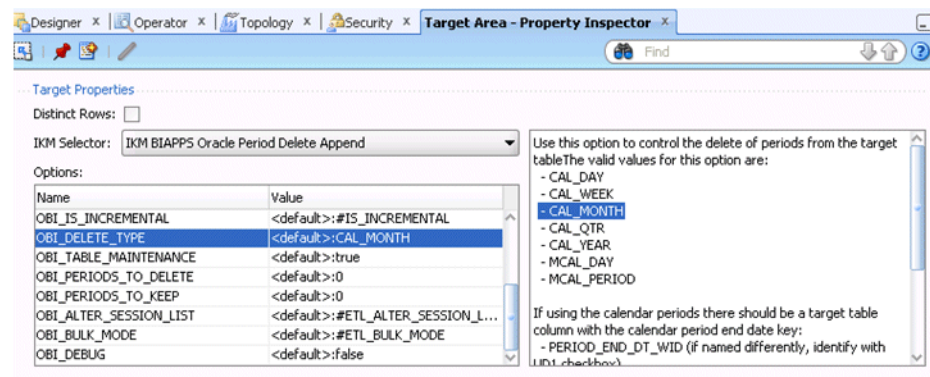 Designer x Operator x Topology x Security x Target Area - Property Inspector x
Find
Target Properties
Distinct Rows:
IKM Selector: IKM BIAPPS Oracle Period Delete Append
Options:
Name Value
OBI_IS_INCREMENTAL <default>:#IS_INCREMENTAL
OBI_DELETE_TYPE <default>:CAL_MONTH
OBI_TABLE_MAINTENANCE <default>:true
OBI_PERIODS_TO_DELETE <default>:0
OBI_PERIODS_TO_KEEP <default>:0
OBI_ALTER_SESSION_LIST <default>:#ETL_ALTER_SESSION_L...
OBI_BULK_MODE <default>:#ETL_BULK_MODE
OBI_DEBUG <default>:false
Use this option to control the delete of periods from the target
tableThe valid values for this option are:
- CAL_DAY
- CAL_WEEK
- CAL_MONTH
- CAL_QTR
- CAL_YEAR
- MCAL_DAY
- MCAL_PERIOD
If using the calendar periods there should be a target table
column with the calendar period end date key:
- PERIOD_END_DT_WID (if named differently, identify with
UD1 checkbox)